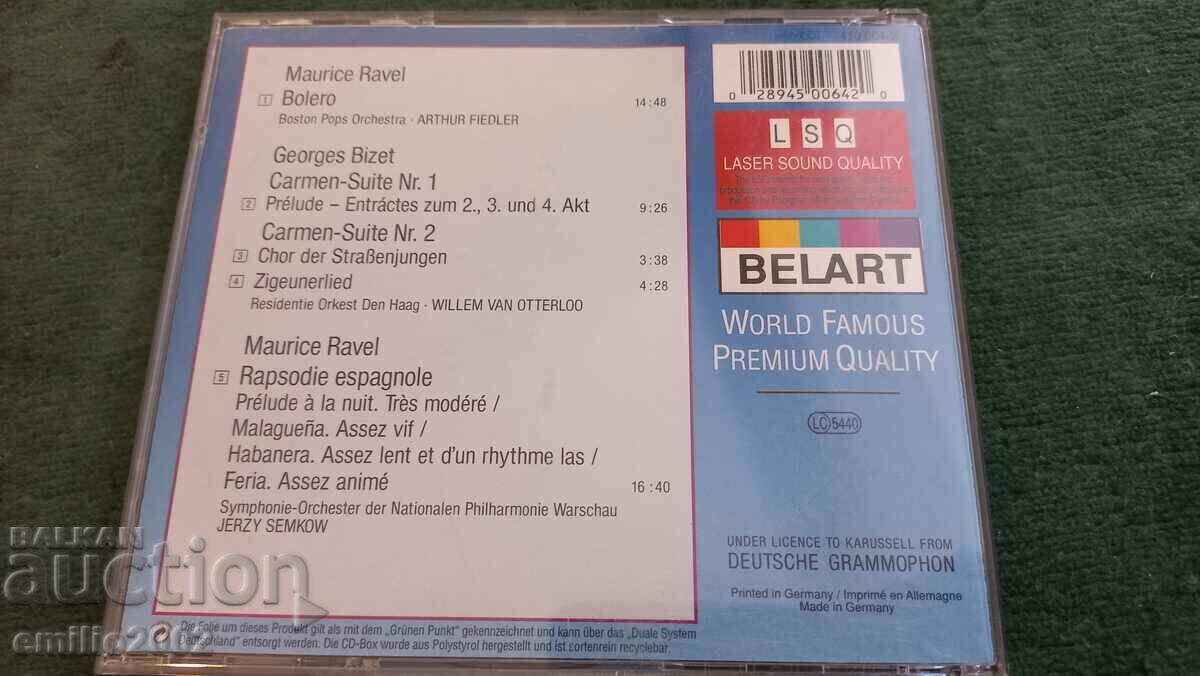 Maurice Ravel
1 Bolero 14:48
Boston Pops Orchestra · ARTHUR FIEDLER
Georges Bizet
Carmen-Suite Nr. 1
2 Prélude – Entráctes zum 2., 3. und 4. Akt 9:26
Carmen-Suite Nr. 2
3 Chor der Straßenjungen 3:38
4 Zigeunerlied 4:28
Residentie Orkest Den Haag · WILLEM VAN OTTERLOO
Maurice Ravel
5 Rapsodie espagnole
Prélude à la nuit. Très modéré /
Malagueña. Assez vif /
Habanera. Assez lent et d'un rhythme las /
Feria. Assez animé 16:40
Symphonie-Orchester der Nationalen Philharmonie Warschau
JERZY SEMKOW
Die Folie um dieses Produkt gilt als mit dem „Grünen Punkt" gekennzeichnet und kann über das „Duale System
Deutschland" entsorgt werden. Die CD-Box wurde aus Polystyrol hergestellt und ist sortenrein recyclebar.
0 28945 00642 0
LSQ
LASER SOUND QUALITY
BELART
WORLD FAMOUS
PREMIUM QUALITY
LC 5440
UNDER LICENCE TO KARUSSELL FROM
DEUTSCHE GRAMMOPHON
Printed in Germany / Imprimé en Allemagne
Made in Germany
BALKAN
auction
emilio2002